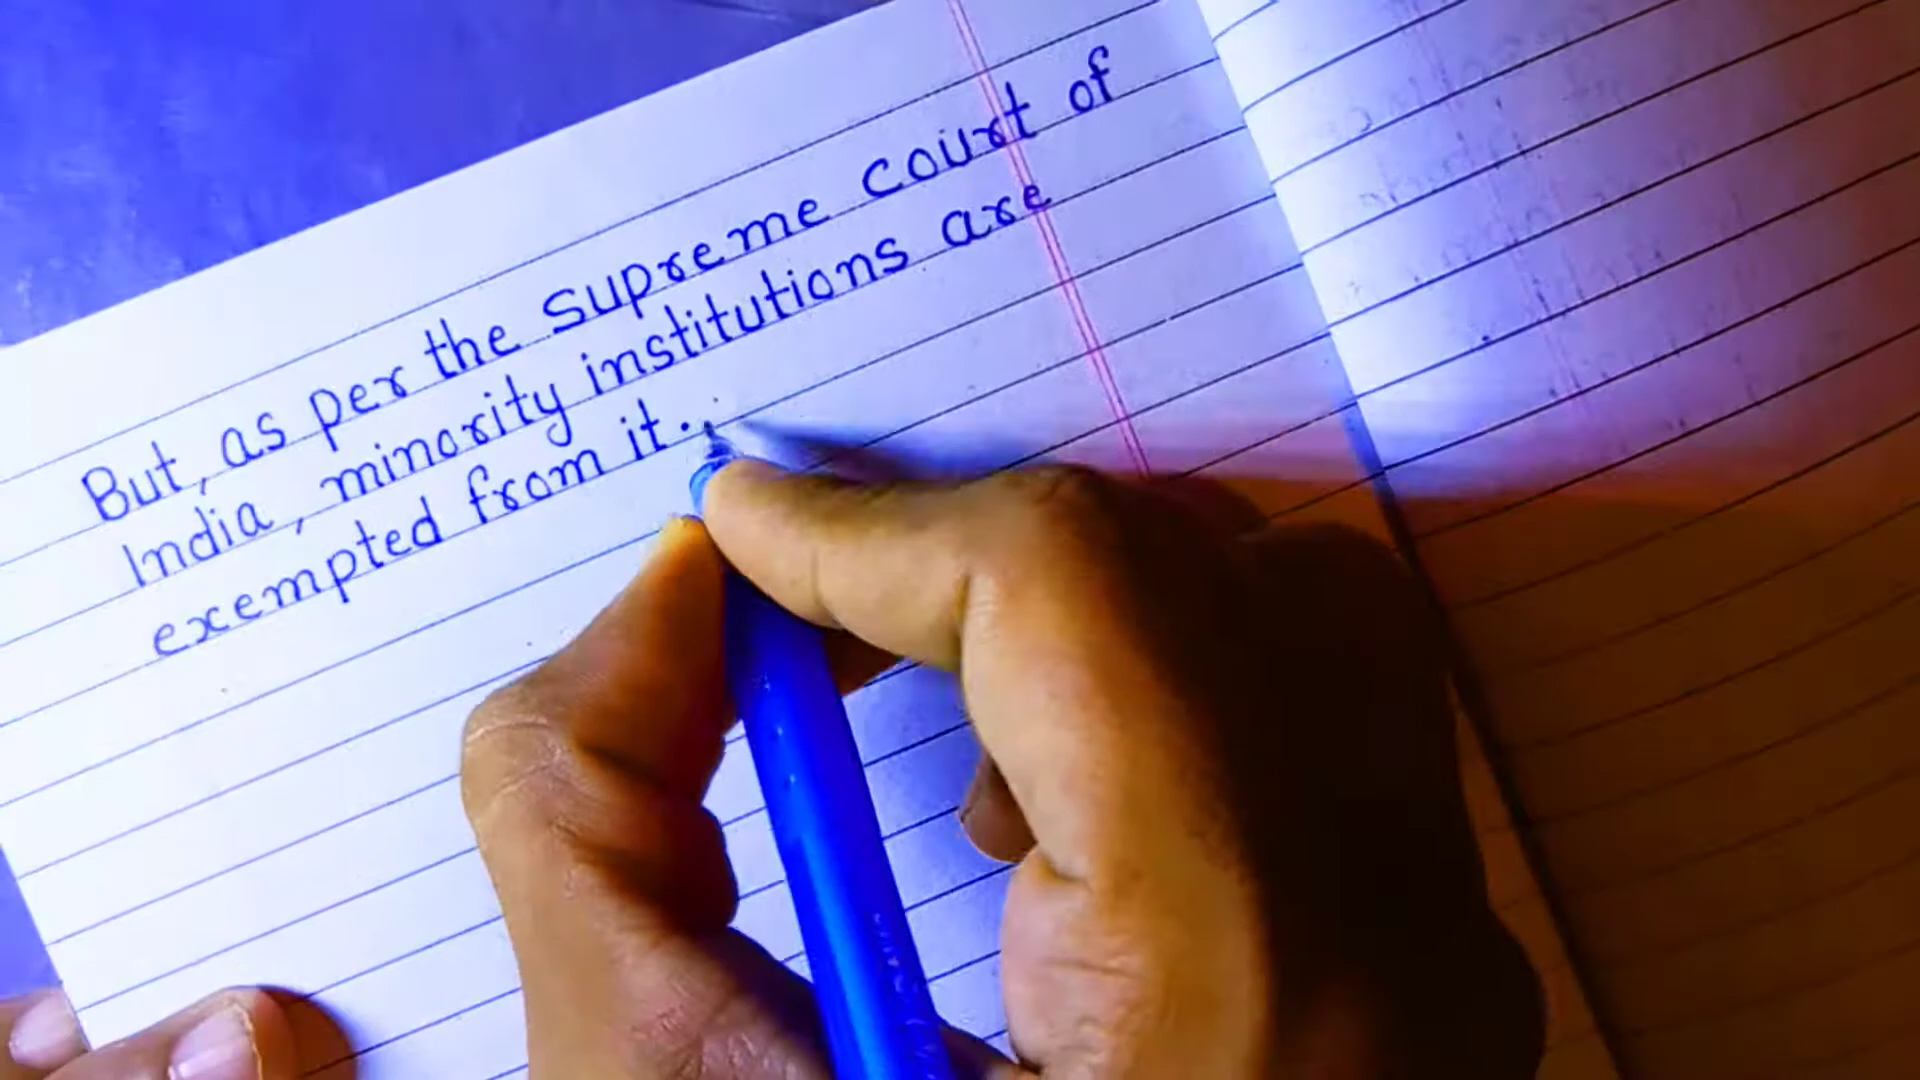 But, as per the Supreme court of
India, minority institutions are
exempted from it.